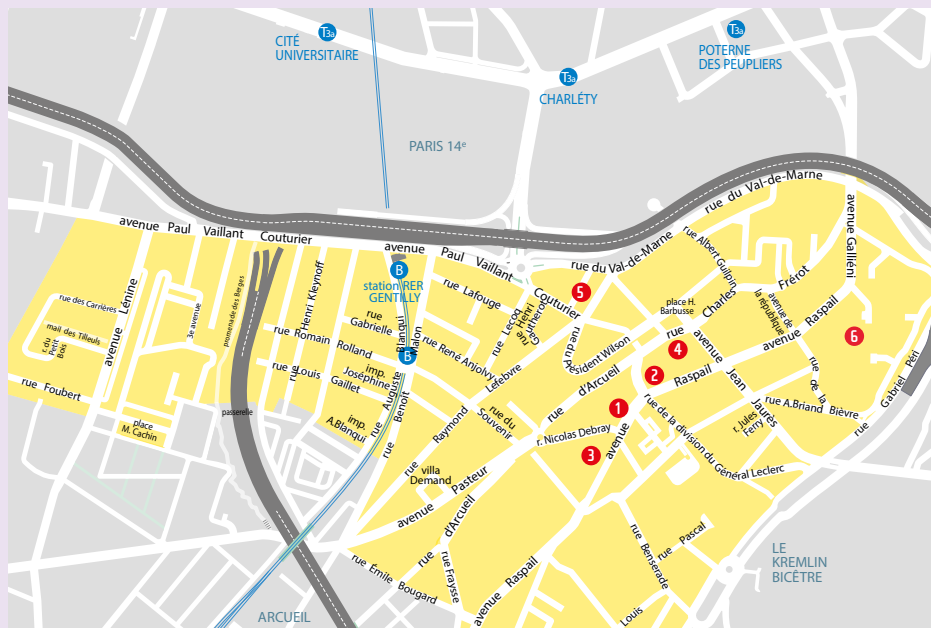 T3a
CITÉ
UNIVERSITAIRE
T3a
POTERNE
DES PEUPLIERS
T3a
CHARLÉTY
PARIS 14e
avenue Paul Vaillant Couturier
avenue Paul Vaillant Couturier
rue du Val-de-Marne
rue du Val-de-Marne
avenue Galliéni
B
station RER
GENTILLY
rue Albert Guilpin
rue des Carrières
mail des Tilleuls
r. du
Petit
Bois
avenue Lénine
3e avenue
promenade des Berges
rue Henri Kleynoff
rue
Gabrielle
rue Lafouge
rue Lecoq
rue Henri
Gautherot
5
place H.
Barbusse
rue Charles Frérot
avenue de
la république
avenue Raspail
6
rue Romain Rolland
rue Louis
Gaillet
imp.
Joséphine
B
rue Auguste Blanqui
rue Benoit Malon
rue René Anjolvy
rue du Président Wilson
4
2
avenue Jean Jaurès
rue de la Bièvre
rue Gabriel Péri
rue Foubert
place
M. Cachin
passerelle
imp.
A.Blanqui
rue Raymond Lefebvre
rue du
Souvenir
rue d'Arcueil
1
Raspail
rue A.Briand
r. Jules
Ferry
r. Nicolas Debray
3
avenue
rue de la division du Général Leclerc
villa
Demand
avenue Pasteur
rue d'Arcueil
rue Benserade
rue Pascal
rue Émile Bougard
rue Fraysse
avenue Raspail
Louis
LE
KREMLIN
BICÊTRE
ARCUEIL